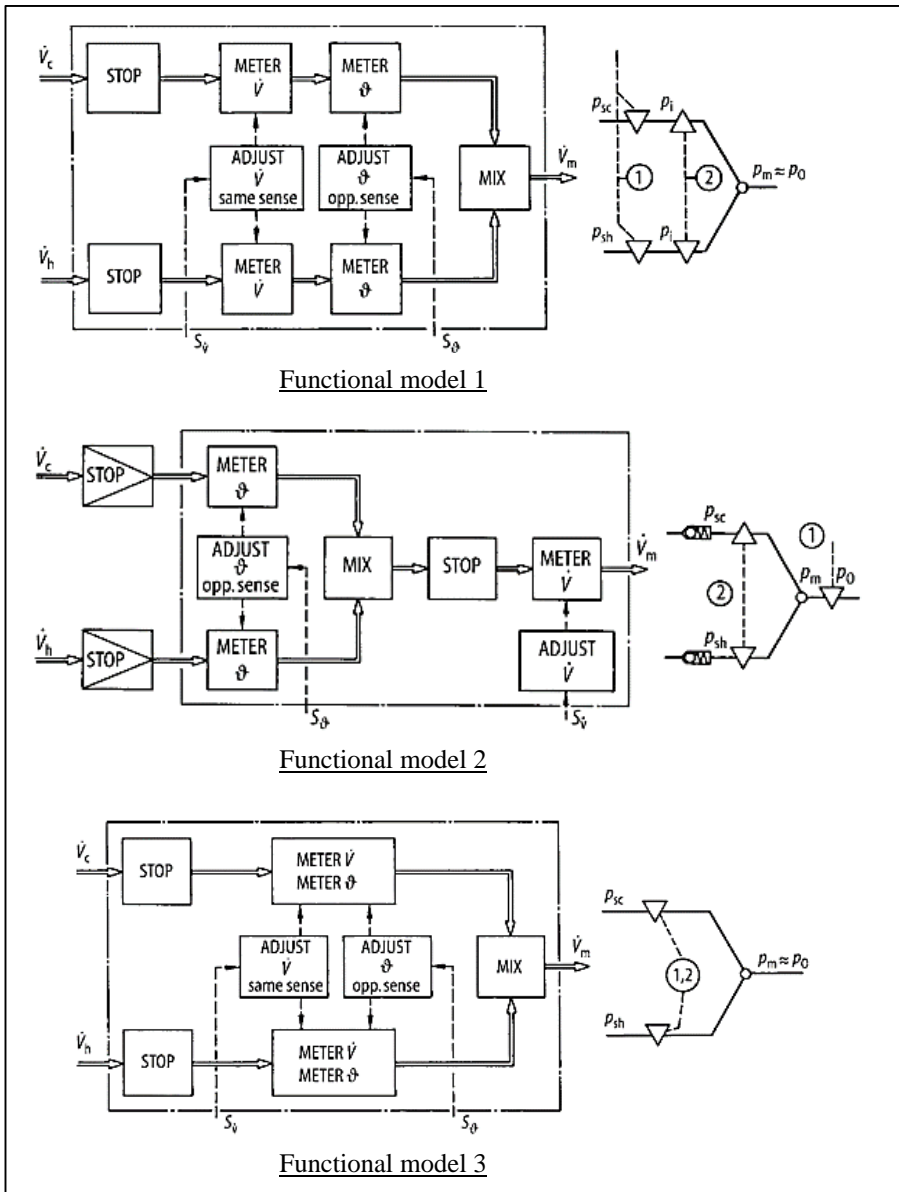 V̇c
STOP
METER V̇
METER ϑ
ADJUST V̇ same sense
ADJUST ϑ opp. sense
MIX
V̇m
V̇h
STOP
METER V̇
METER ϑ
Sv̇
Sϑ
psc
pi
1
2
pm ≈ p0
psh
pi
Functional model 1
V̇c
STOP
METER ϑ
ADJUST ϑ opp. sense
MIX
STOP
METER V̇
V̇m
V̇h
STOP
METER ϑ
ADJUST V̇
Sϑ
Sv̇
psc
1
pm
p0
2
psh
Functional model 2
V̇c
STOP
METER V̇
METER ϑ
ADJUST V̇ same sense
ADJUST ϑ opp. sense
MIX
V̇m
V̇h
STOP
METER V̇
METER ϑ
Sv̇
Sϑ
psc
1,2
pm ≈ p0
psh
Functional model 3